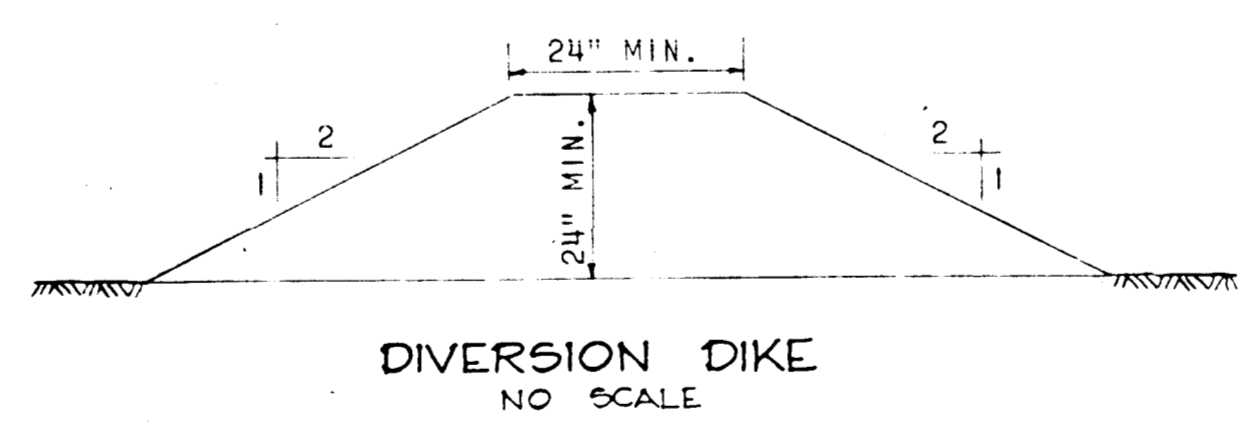 24" MIN.
2
1
24" MIN.
2
1
DIVERSION DIKE
NO SCALE